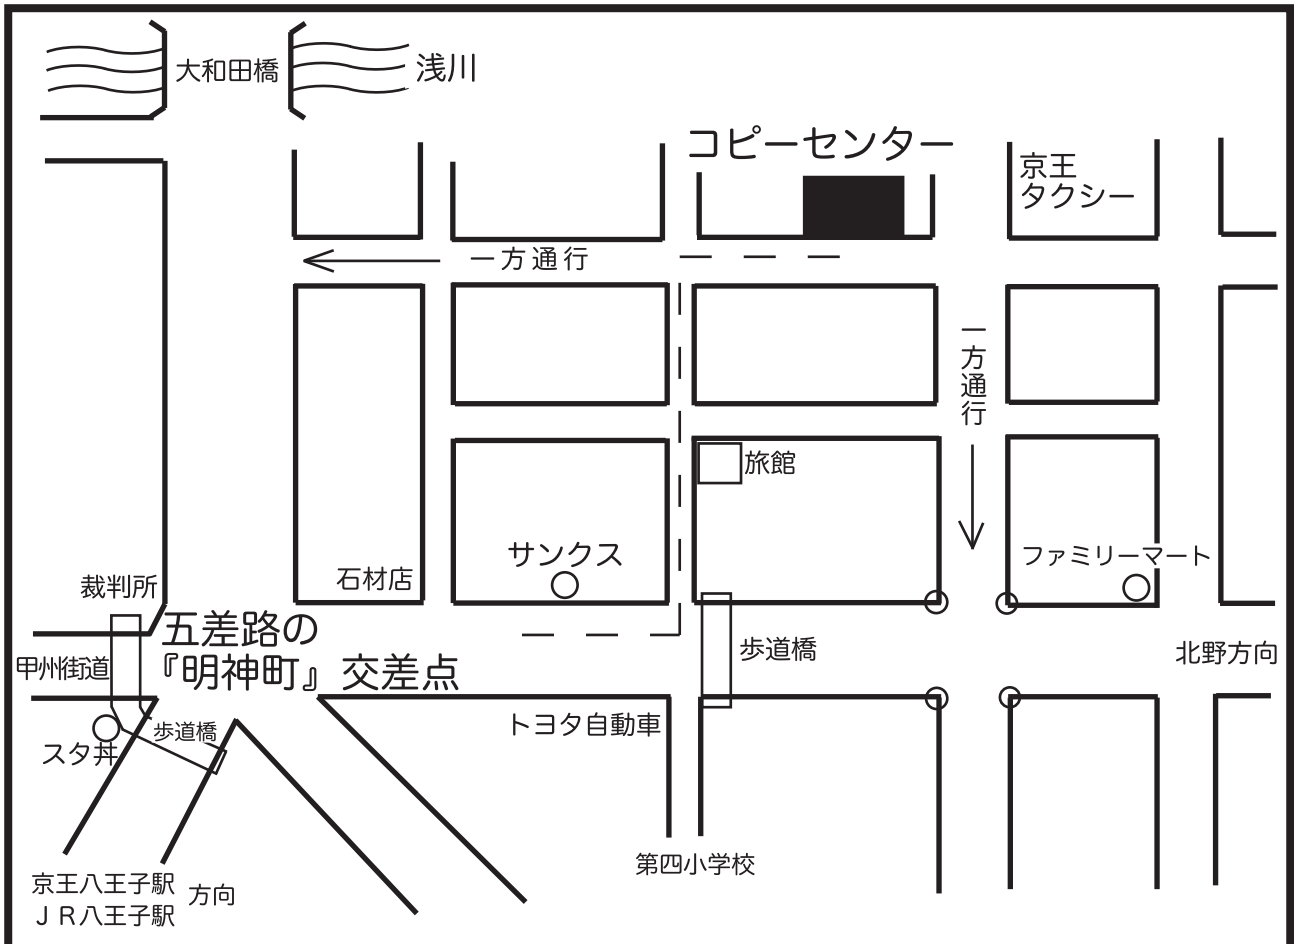 大和田橋
浅川
コピーセンター
京王
タクシー
一方通行
一方通行
旅館
サンクス
ファミリーマート
石材店
裁判所
五差路の
『明神町』 交差点
歩道橋
北野方向
甲州街道
トヨタ自動車
歩道橋
スタ丼
第四小学校
京王八王子駅
JR八王子駅
方向